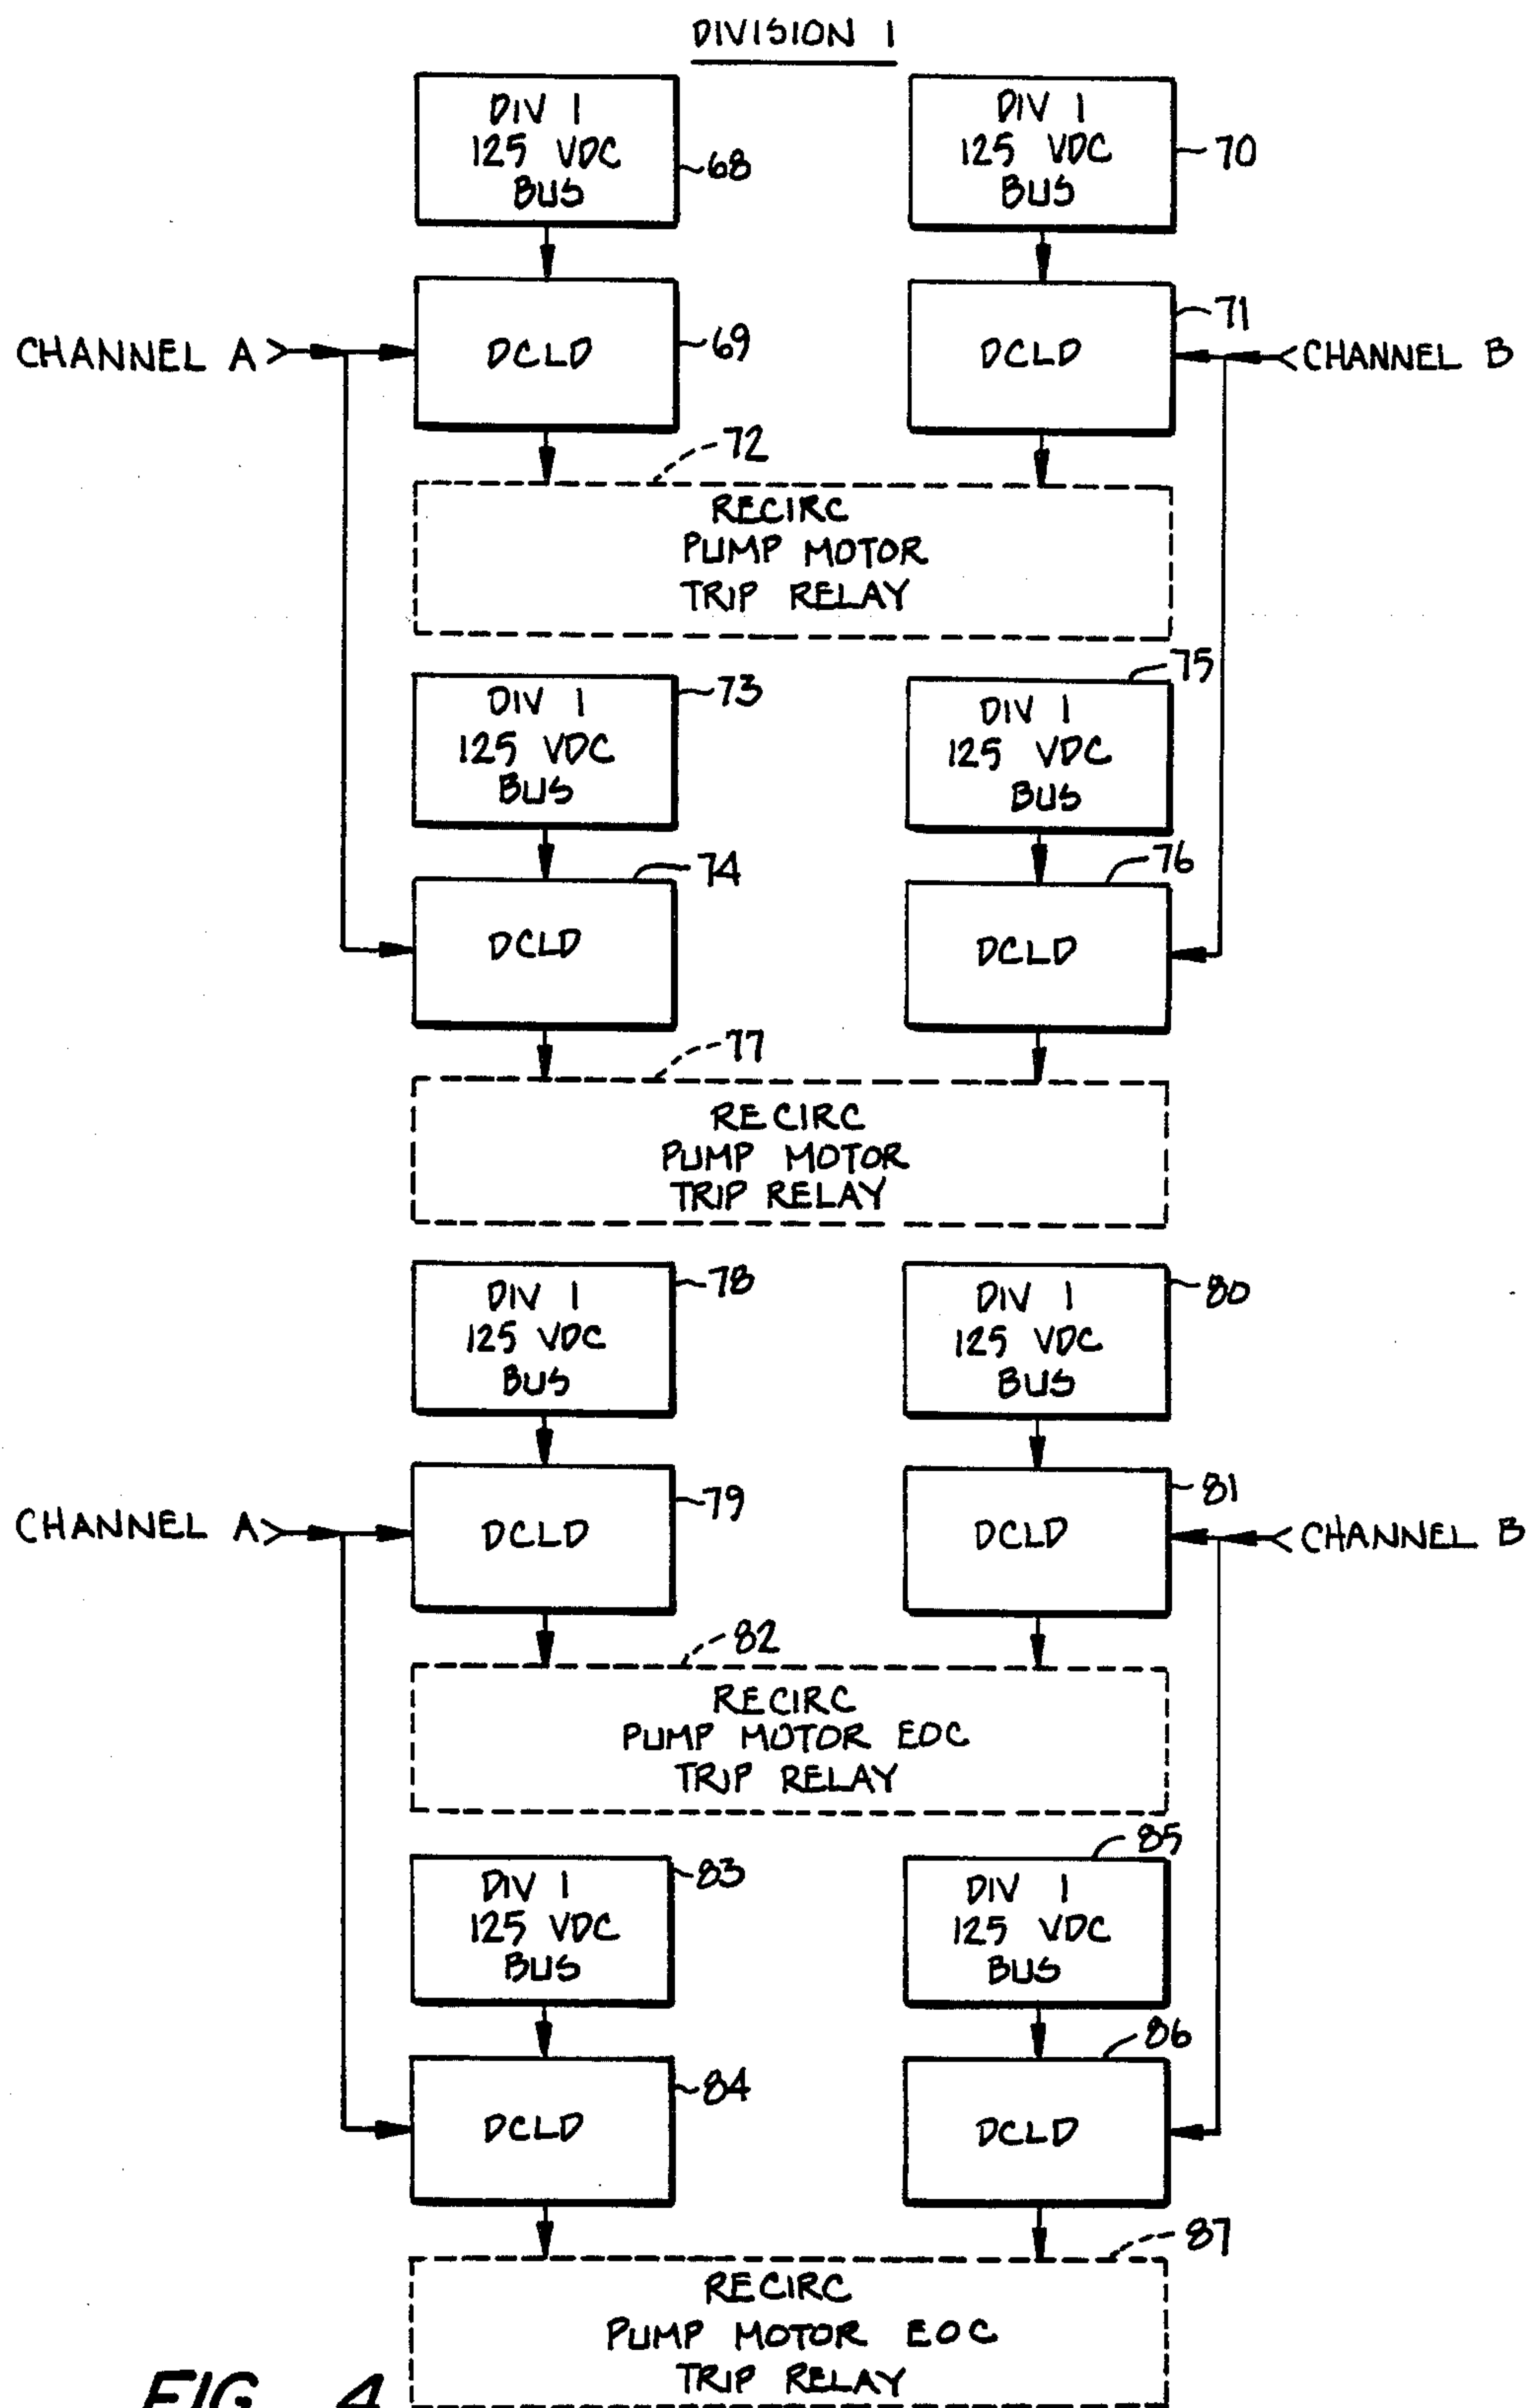 DIVISION 1
DIV 1
125 VDC
BUS
68
DIV 1
125 VDC
BUS
70
CHANNEL A
DCLD
69
DCLD
71
CHANNEL B
72
RECIRC
PUMP MOTOR
TRIP RELAY
DIV 1
125 VDC
BUS
73
DIV 1
125 VDC
BUS
75
DCLD
74
DCLD
76
77
RECIRC
PUMP MOTOR
TRIP RELAY
DIV 1
125 VDC
BUS
78
DIV 1
125 VDC
BUS
80
CHANNEL A
DCLD
79
DCLD
81
CHANNEL B
82
RECIRC
PUMP MOTOR EOC
TRIP RELAY
DIV 1
125 VDC
BUS
83
DIV 1
125 VDC
BUS
85
DCLD
84
DCLD
86
87
RECIRC
PUMP MOTOR EOC
TRIP RELAY
FIG. 4